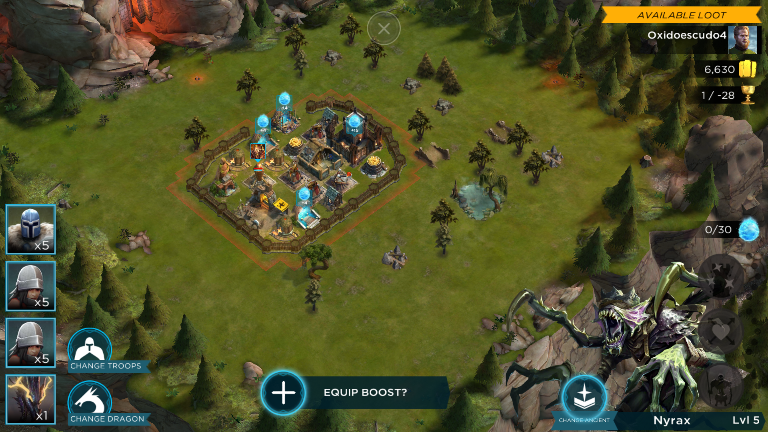 AVAILABLE LOOT
Oxidoescudo4
6,630
1 / -28
0/30
x5
x5
x5
x1
CHANGE TROOPS
CHANGE DRAGON
EQUIP BOOST?
CHANGE ANCIENT
Nyrax
Lvl 5